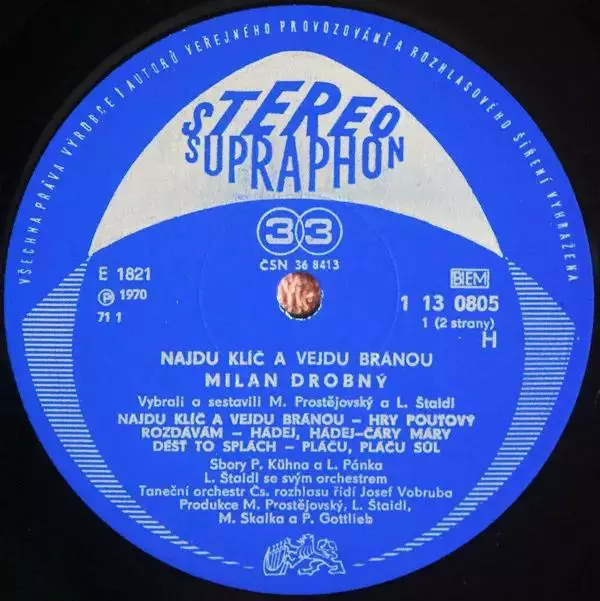 VŠECHNA PRÁVA VÝROBCE I AUTORŮ VEŘEJNÉHO PROVOZOVÁNÍ A ROZHLASOVÉHO ŠÍŘENÍ VYHRAŽENA
STEREO
SUPRAPHON
33
ČSN 36 8413
E 1821
℗ 1970
71 1
BIEM
1 13 0805
1 (2 strany)
H
NAJDU KLÍČ A VEJDU BRÁNOU
MILAN DROBNÝ
Vybrali a sestavili M. Prostějovský a L. Štaidl
NAJDU KLÍČ A VEJDU BRÁNOU – HRY POUŤOVÝ
ROZDÁVÁM – HÁDEJ, HÁDEJ–ČÁRY MÁRY
DÉŠŤ TO SPLÁCH – PLÁČU, PLÁČU SŮL
Sbory P. Kühna a L. Pánka
L. Štaidl se svým orchestrem
Taneční orchestr Čs. rozhlasu řídí Josef Vobruba
Produkce M. Prostějovský, L. Štaidl,
M. Skalka a P. Gottlieb